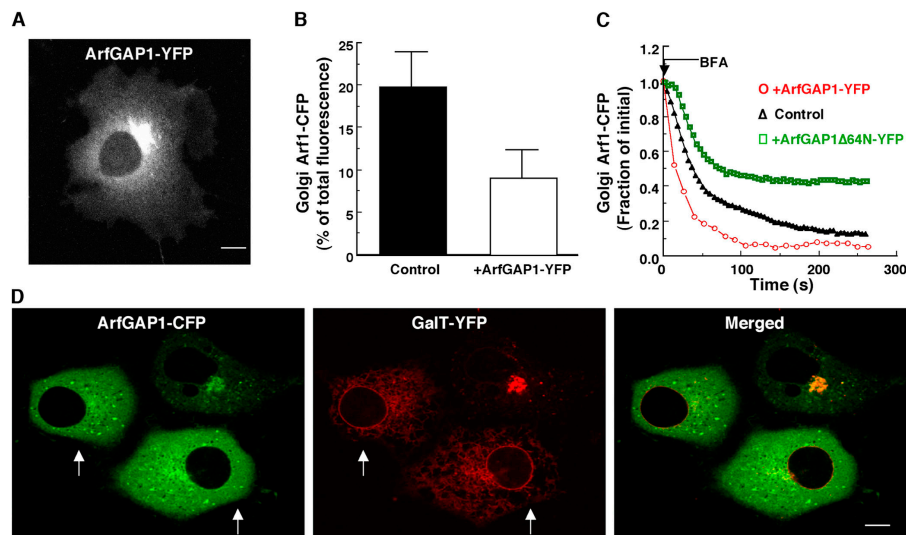 A
ArfGAP1-YFP
B
Golgi Arf1-CFP
(% of total fluorescence)
25
20
15
10
5
0
Control
+ArfGAP1-YFP
C
Golgi Arf1-CFP
(Fraction of initial)
1.2
1.0
0.8
0.6
0.4
0.2
0.0
BFA
+ArfGAP1-YFP
Control
+ArfGAP1Δ64N-YFP
0
100
200
300
Time (s)
D
ArfGAP1-CFP
GalT-YFP
Merged